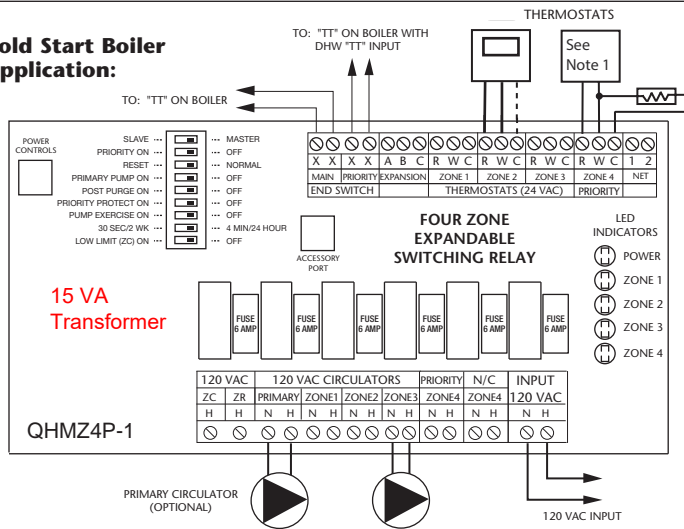 old Start Boiler
pplication:
THERMOSTATS
TO: "TT" ON BOILER WITH
DHW "TT" INPUT
See
Note 1
TO: "TT" ON BOILER
POWER
CONTROLS
SLAVE MASTER
PRIORITY ON OFF
RESET NORMAL
PRIMARY PUMP ON OFF
POST PURGE ON OFF
PRIORITY PROTECT ON OFF
PUMP EXERCISE ON OFF
30 SEC/2 WK 4 MIN/24 HOUR
LOW LIMIT (ZC) ON OFF
X X X X A B C R W C R W C R W C R W C 1 2
MAIN PRIORITY EXPANSION ZONE 1 ZONE 2 ZONE 3 ZONE 4 NET
END SWITCH THERMOSTATS (24 VAC) PRIORITY
ACCESSORY
PORT
FOUR ZONE
EXPANDABLE
SWITCHING RELAY
LED
INDICATORS
POWER
ZONE 1
ZONE 2
ZONE 3
ZONE 4
15 VA
Transformer
FUSE FUSE FUSE FUSE FUSE FUSE
6 AMP 6 AMP 6 AMP 6 AMP 6 AMP 6 AMP
120 VAC 120 VAC CIRCULATORS PRIORITY N/C INPUT
ZC ZR PRIMARY ZONE1 ZONE2 ZONE3 ZONE4 ZONE4 120 VAC
H H N H N H N H N H N H N H N H
QHMZ4P-1
PRIMARY CIRCULATOR
(OPTIONAL)
120 VAC INPUT